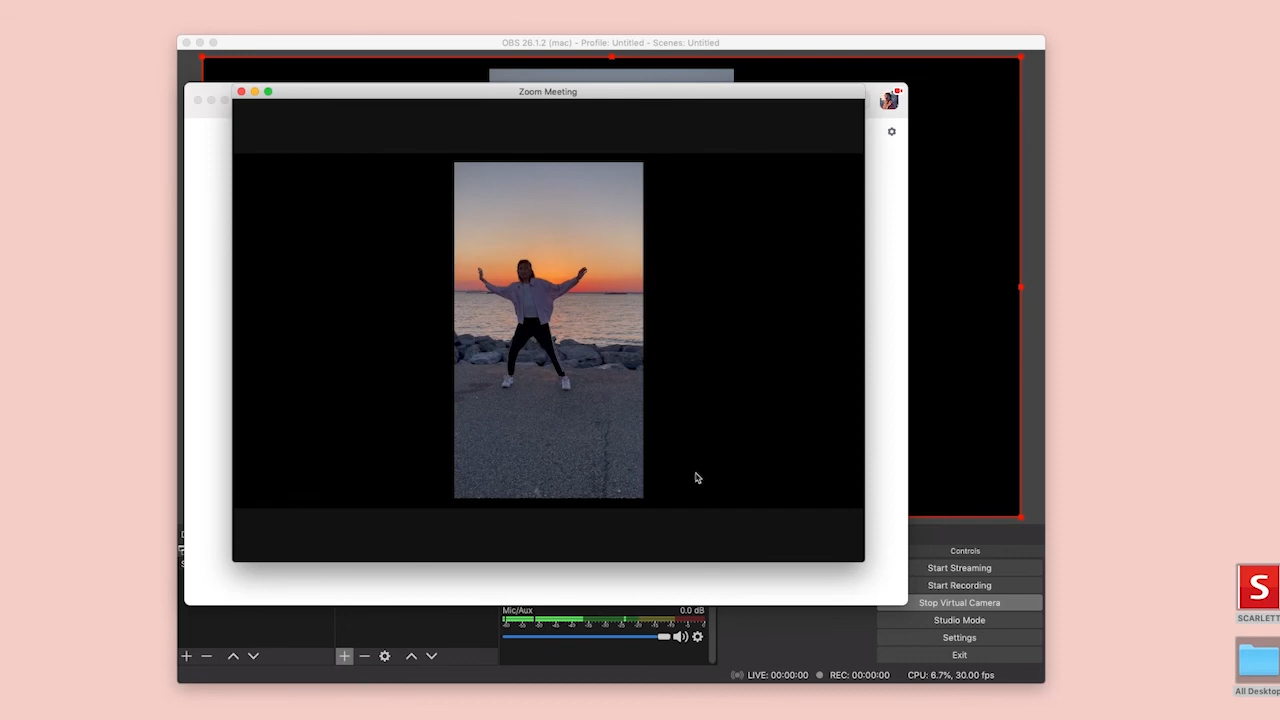 OBS 26.1.2 (mac) - Profile: Untitled - Scenes: Untitled
Zoom Meeting
Controls
Start Streaming
Start Recording
Stop Virtual Camera
Studio Mode
Settings
Exit
Mic/Aux 0.0 dB
LIVE: 00:00:00 REC: 00:00:00 CPU: 6.7%, 30.00 fps
S
SCARLETT
All Desktop